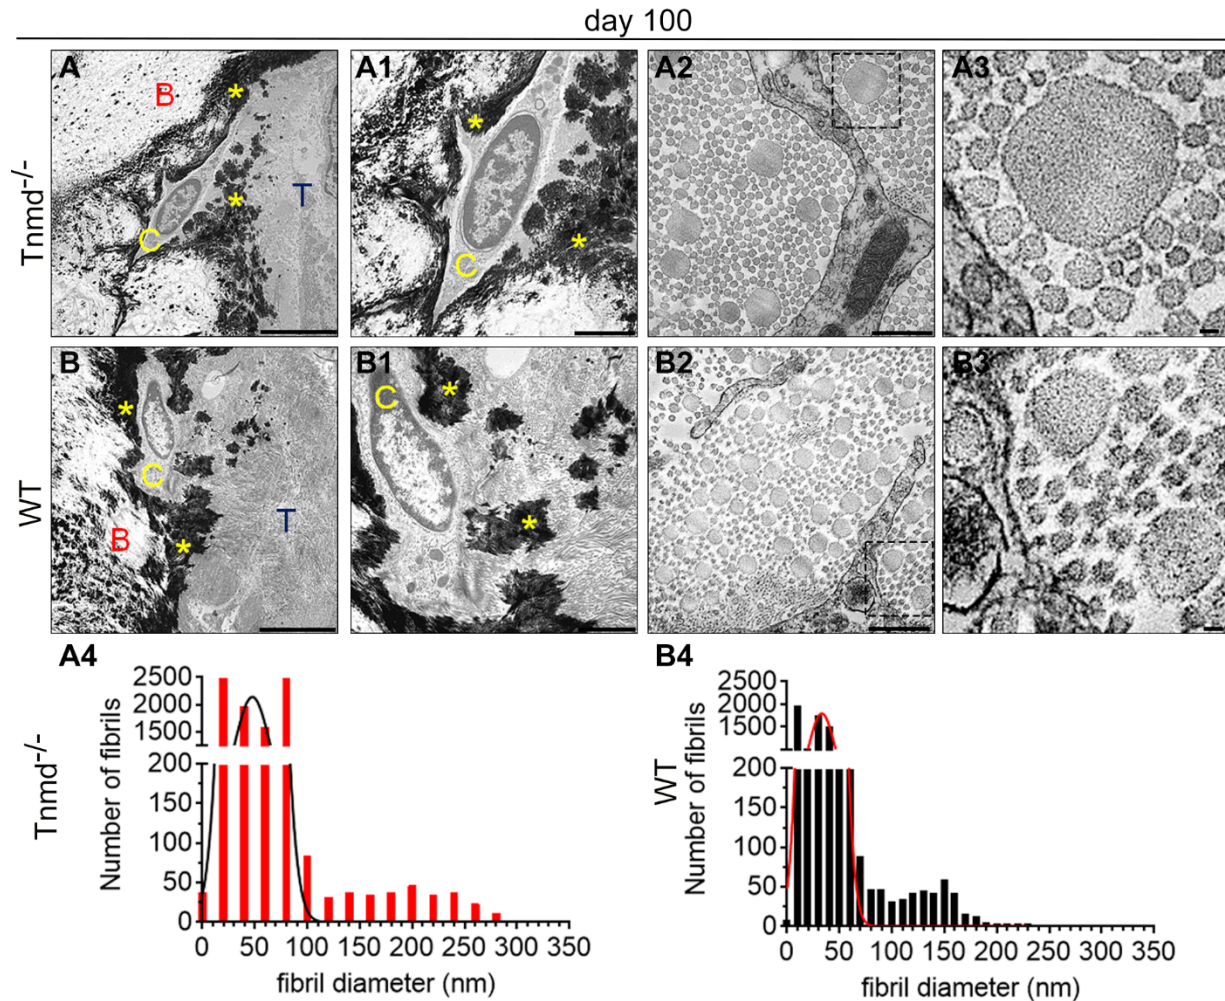 day 100
Tnmd-/-
A
B
*
*
T
C
A1
*
*
C
A2
A3
WT
B
*
C
B
*
T
B1
C
*
*
B2
B3
A4
Tnmd-/-
Number of fibrils
2500
2000
1500
200
150
100
50
0
0 50 100 150 200 250 300 350
fibril diameter (nm)
B4
WT
Number of fibrils
2500
2000
1500
200
150
100
50
0
0 50 100 150 200 250 300 350
fibril diameter (nm)